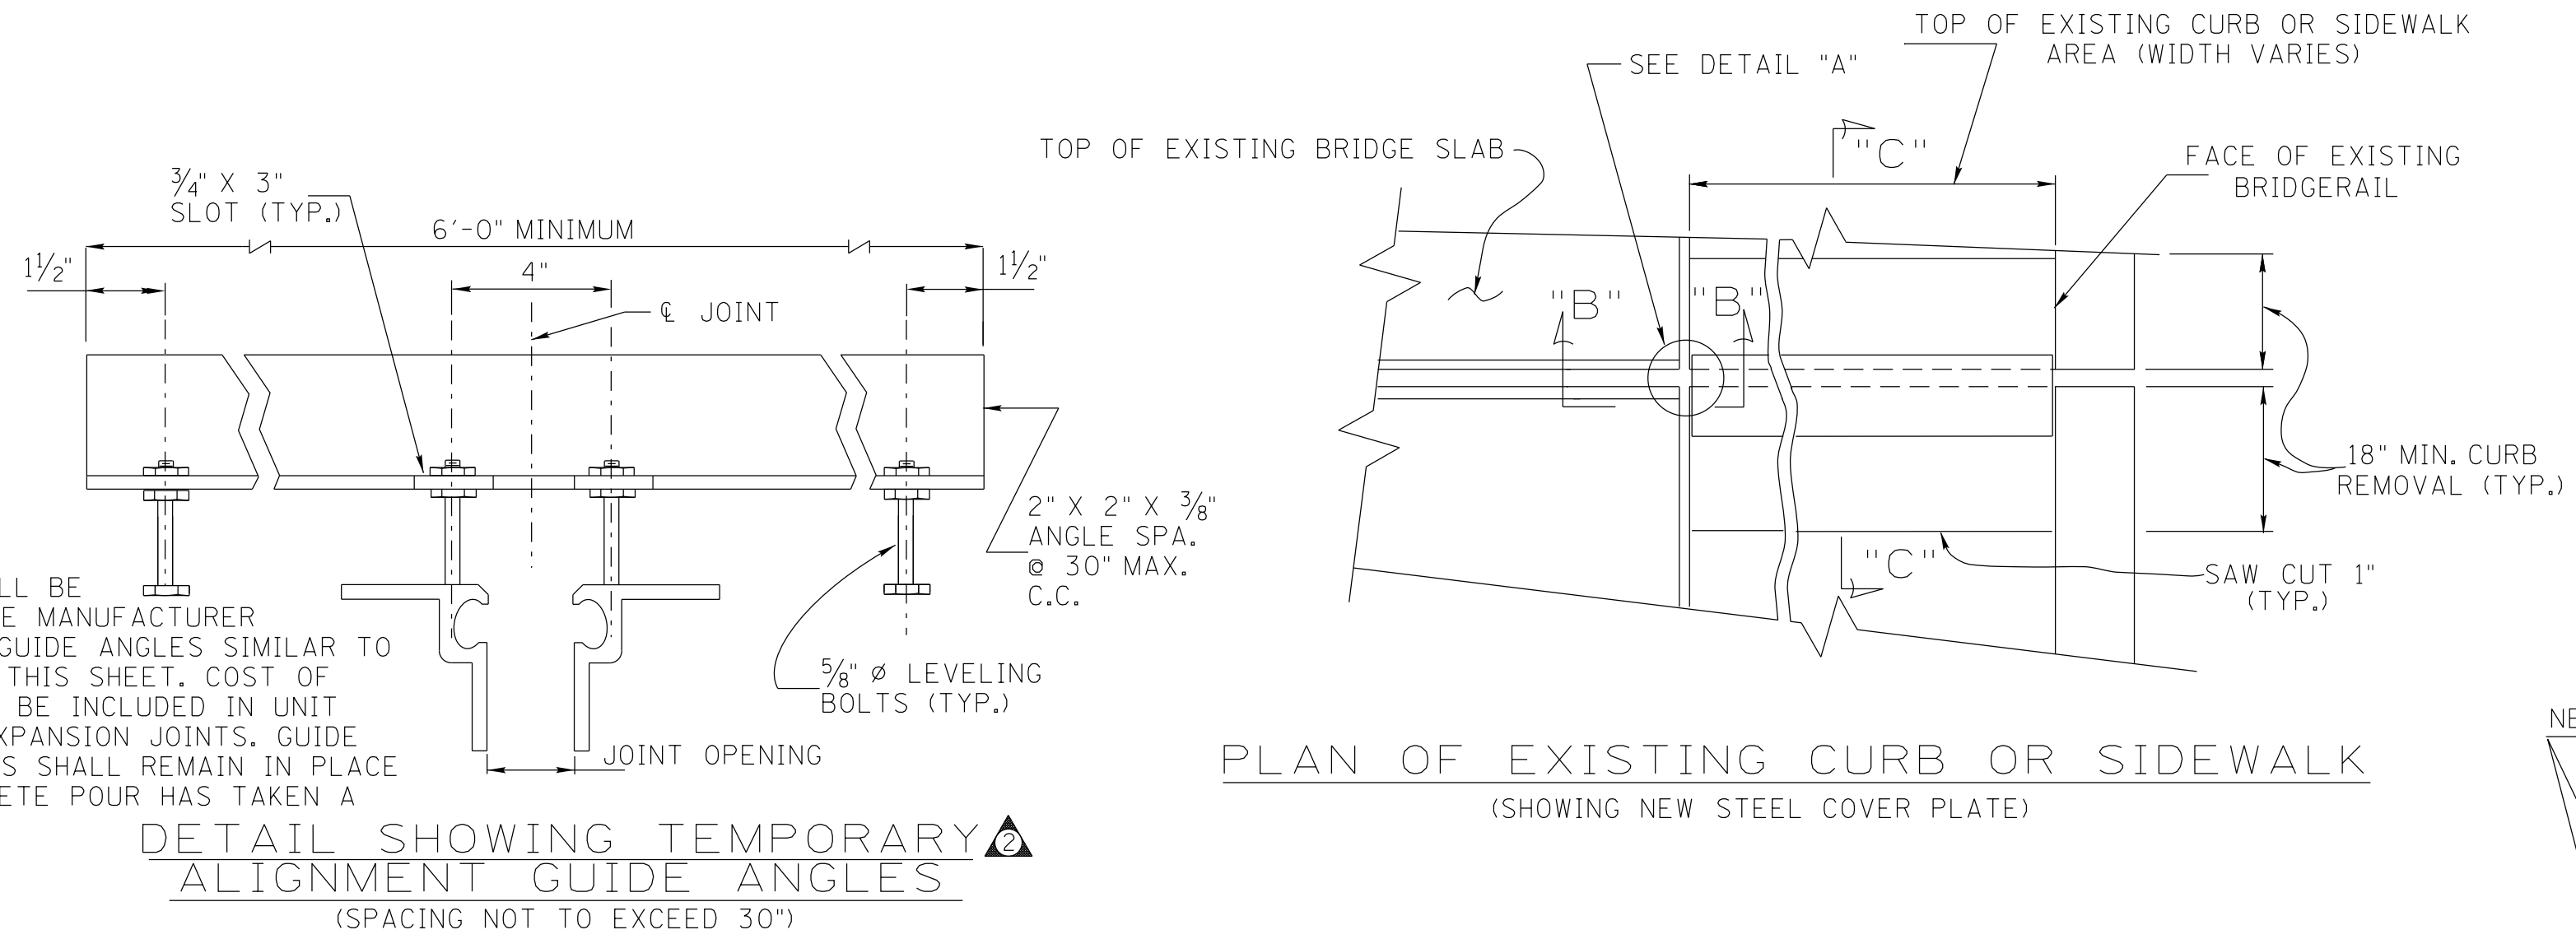 3/4" X 3"
SLOT (TYP.)
6'-0" MINIMUM
1 1/2"
4"
1 1/2"
℄ JOINT
2" X 2" X 3/8"
ANGLE SPA.
@ 30" MAX.
C.C.
5/8" Ø LEVELING
BOLTS (TYP.)
JOINT OPENING
BE
MANUFACTURER
GUIDE ANGLES SIMILAR TO
THIS SHEET. COST OF
BE INCLUDED IN UNIT
XPANSION JOINTS. GUIDE
S SHALL REMAIN IN PLACE
ETE POUR HAS TAKEN A
DETAIL SHOWING TEMPORARY 2
ALIGNMENT GUIDE ANGLES
(SPACING NOT TO EXCEED 30")
TOP OF EXISTING CURB OR SIDEWALK
AREA (WIDTH VARIES)
SEE DETAIL "A"
TOP OF EXISTING BRIDGE SLAB
"C"
FACE OF EXISTING
BRIDGERAIL
"B"
"B"
18" MIN. CURB
REMOVAL (TYP.)
"C"
SAW CUT 1"
(TYP.)
PLAN OF EXISTING CURB OR SIDEWALK
(SHOWING NEW STEEL COVER PLATE)